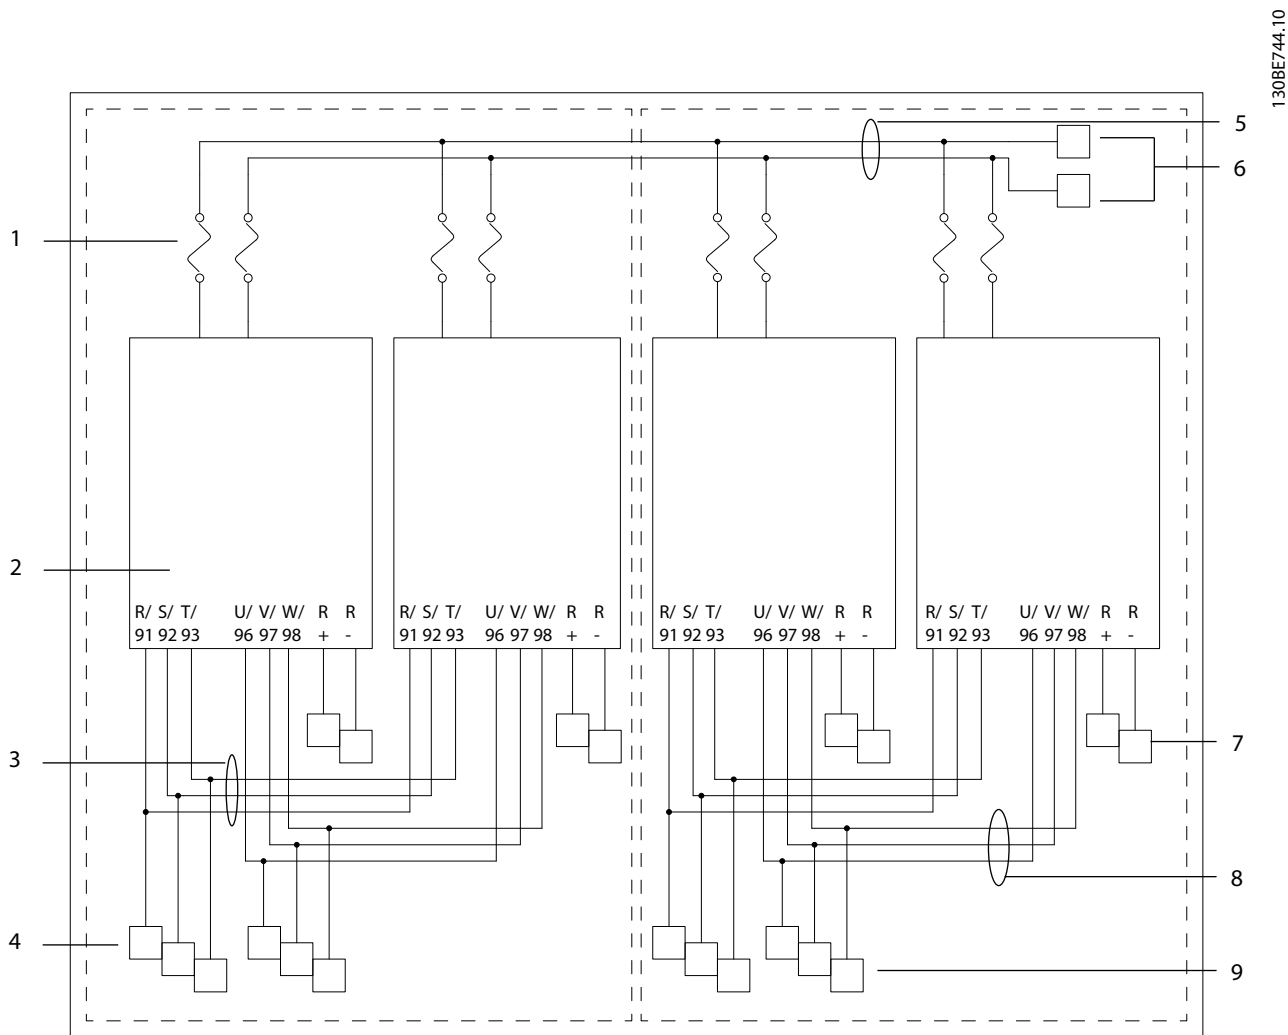 130BE744.10
5
6
1
2
R/ S/ T/ U/ V/ W/ R R
91 92 93 96 97 98 + -
R/ S/ T/ U/ V/ W/ R R
91 92 93 96 97 98 + -
R/ S/ T/ U/ V/ W/ R R
91 92 93 96 97 98 + -
R/ S/ T/ U/ V/ W/ R R
91 92 93 96 97 98 + -
3
7
8
4
9